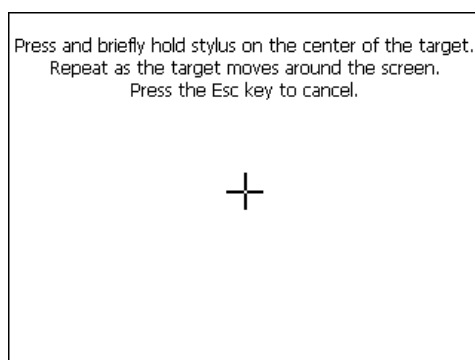 Press and briefly hold stylus on the center of the target.
Repeat as the target moves around the screen.
Press the Esc key to cancel.